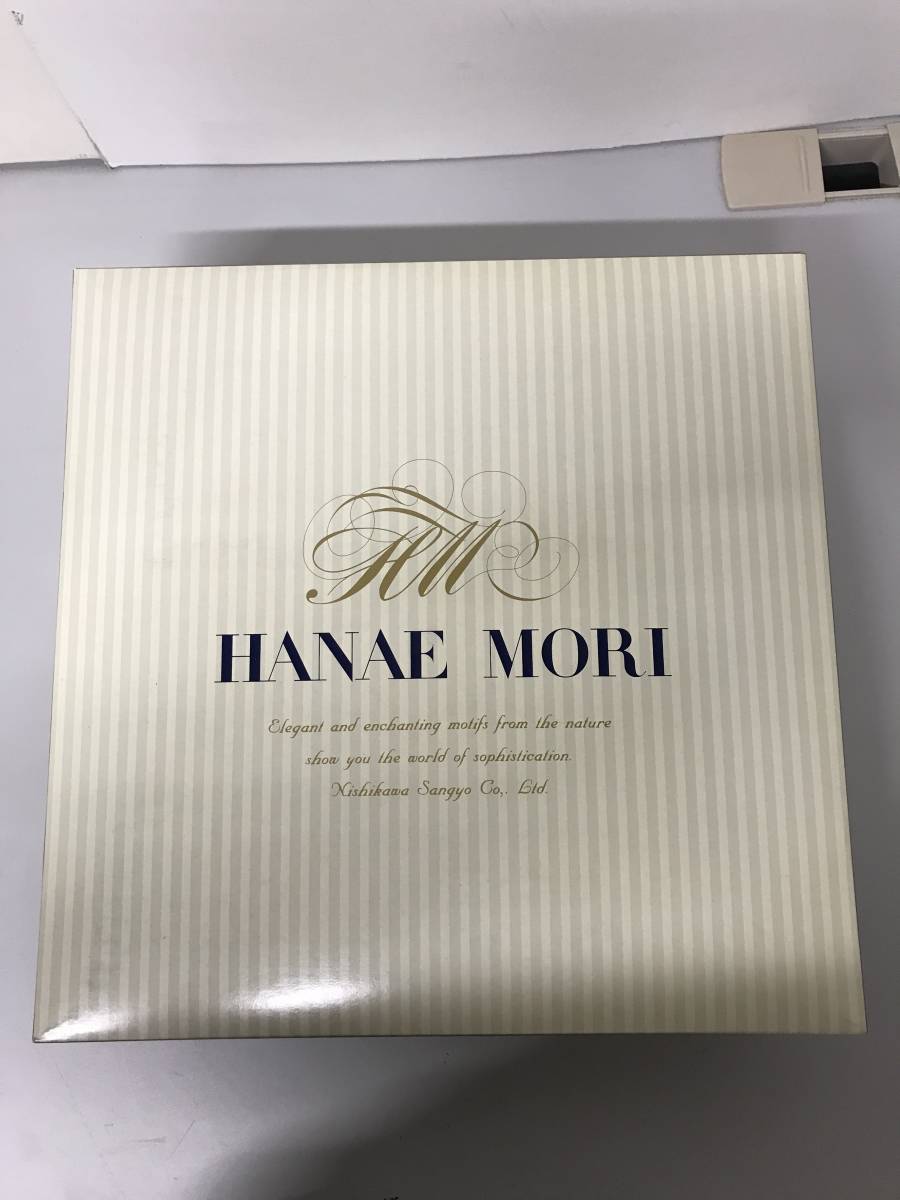 HM
HANAE MORI
Elegant and enchanting motifs from the nature
show you the world of sophistication.
Nishikawa Sangyo Co,. Ltd.